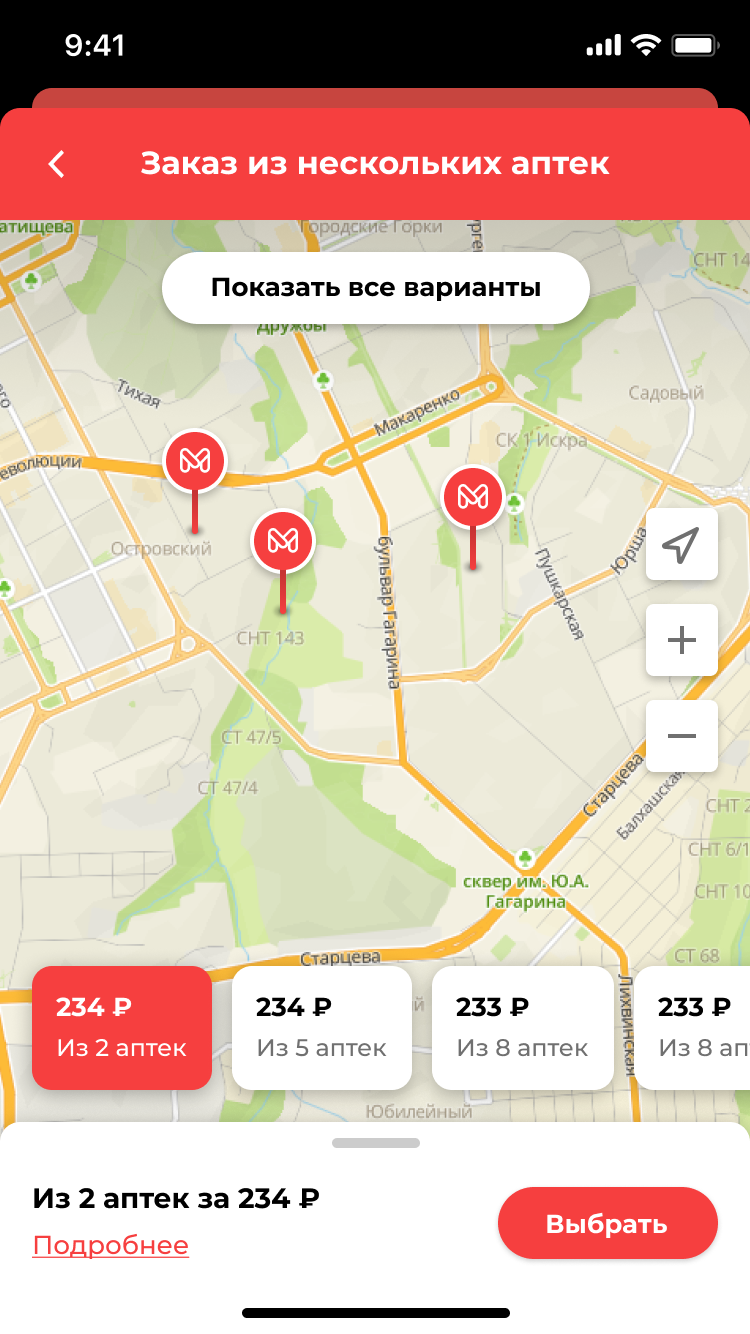 9:41
Заказ из нескольких аптек
атищева
Городские Горки
СНТ 14
Показать все варианты
Дружбы
Тихая
Макаренко
Садовый
СК 1 Искра
еволюции
Островский
бульвар Гагарина
Пушкарская
Юрша
СНТ 143
СТ 47/5
СТ 47/4
Старцева
Балхашская
СНТ 2
СНТ 6/1
сквер им. Ю.А.
Гагарина
СНТ 10
Старцева
СТ 68
Лихвинская
234 ₽
Из 2 аптек
234 ₽
Из 5 аптек
й
233 ₽
Из 8 аптек
233 ₽
Из 8 ап
Юбилейный
Из 2 аптек за 234 ₽
Подробнее
Выбрать